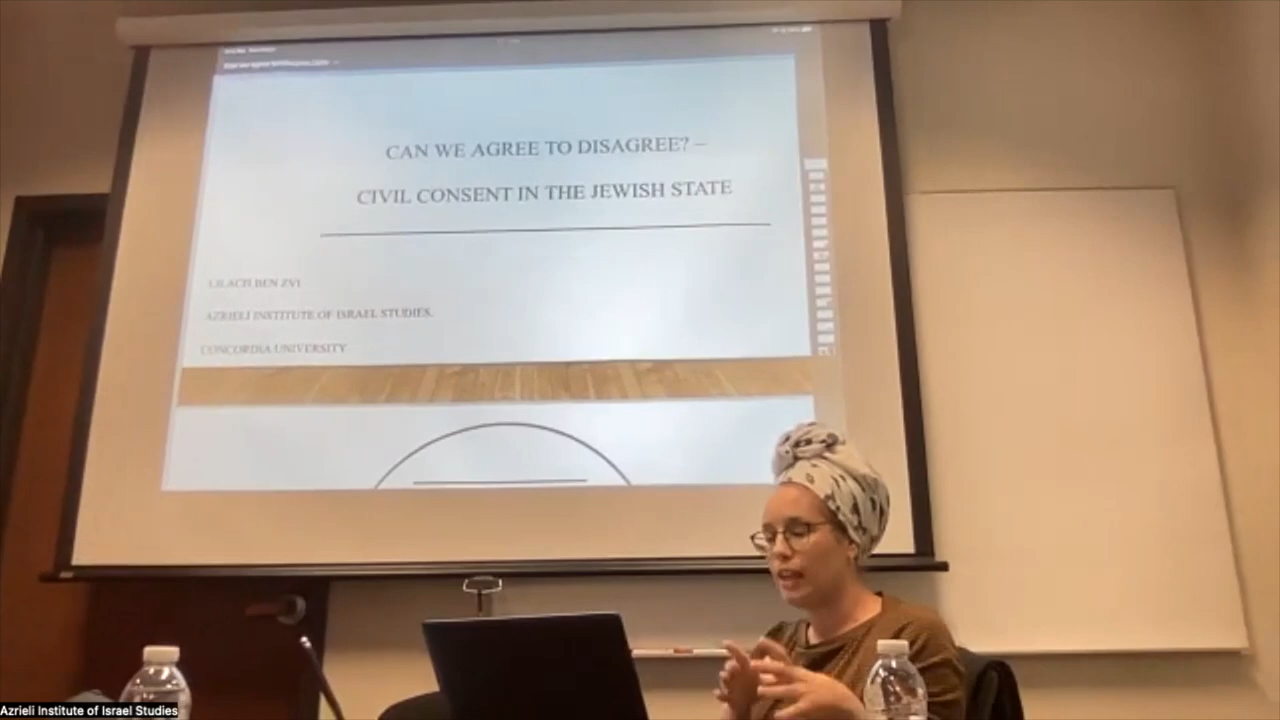 CAN WE AGREE TO DISAGREE? –
CIVIL CONSENT IN THE JEWISH STATE
LILACH BEN ZVI
AZRIELI INSTITUTE OF ISRAEL STUDIES,
CONCORDIA UNIVERSITY
Azrieli Institute of Israel Studies